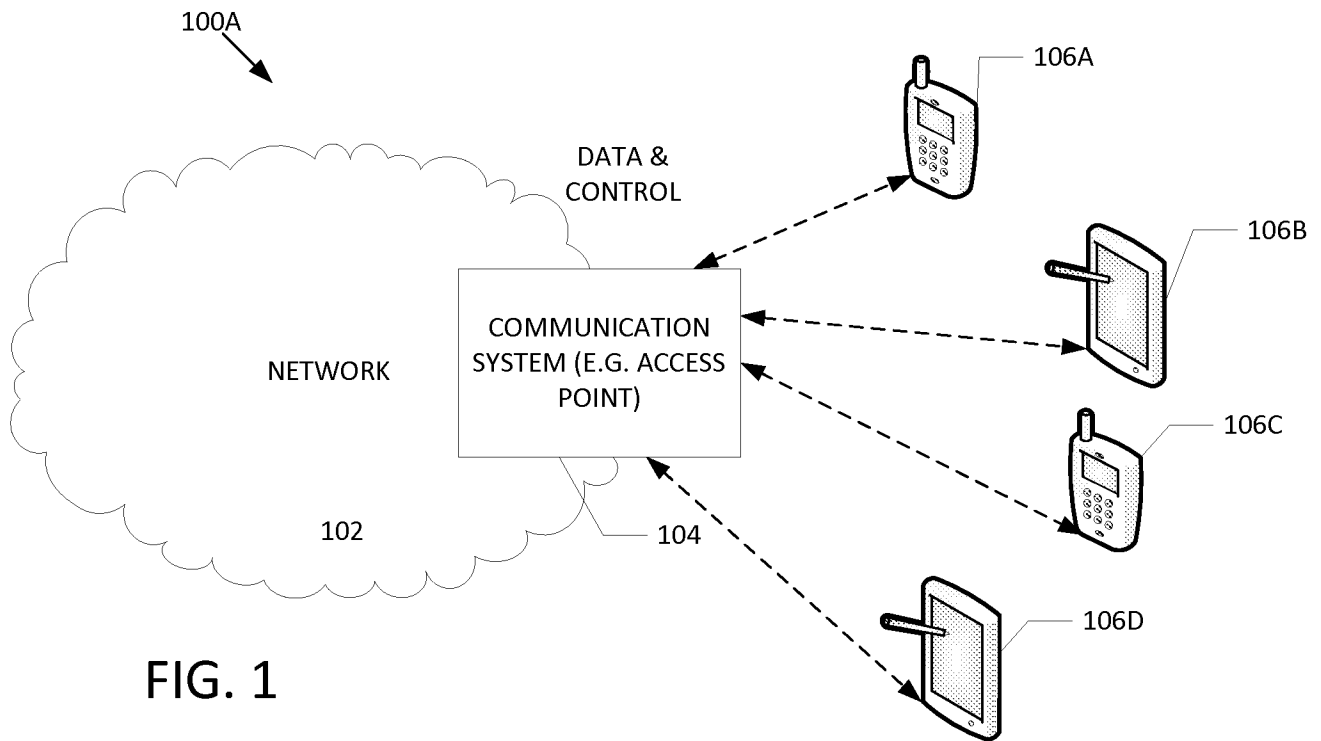 100A
106A
DATA &
CONTROL
106B
COMMUNICATION
SYSTEM (E.G. ACCESS
POINT)
NETWORK
106C
102
104
106D
FIG. 1